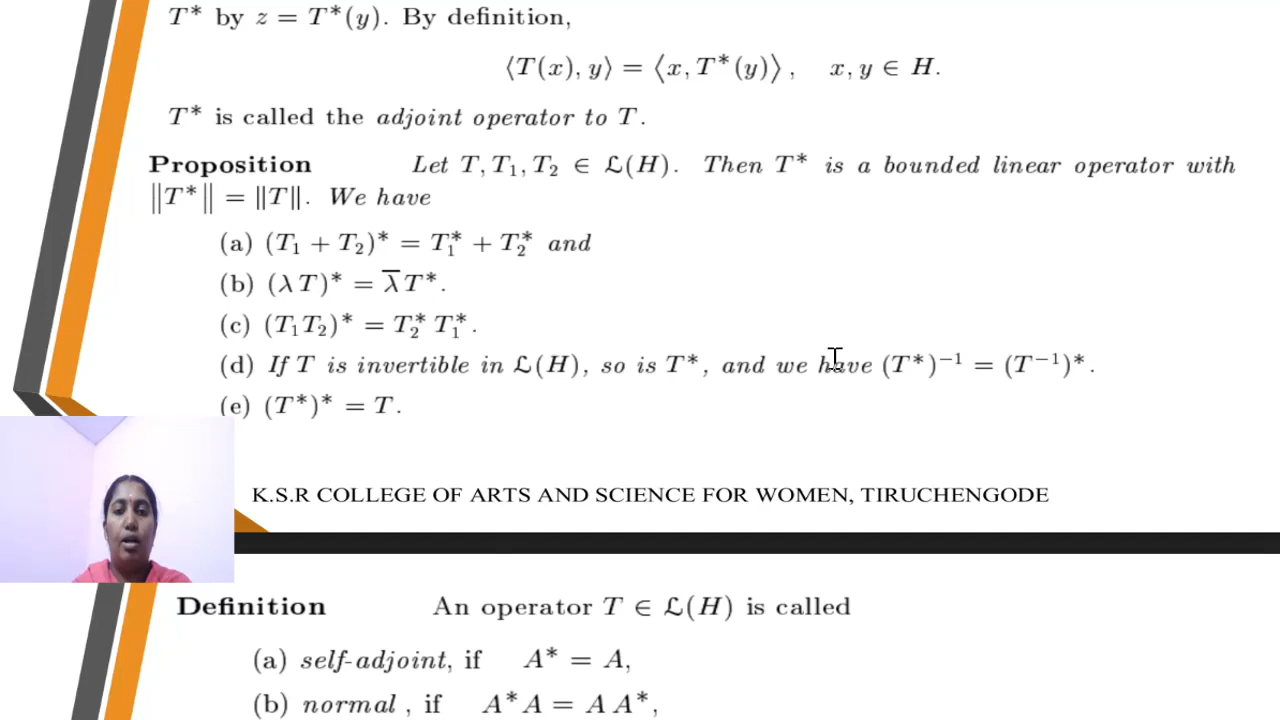 T* by z = T*(y). By definition,
⟨T(x), y⟩ = ⟨x, T*(y)⟩,  x, y ∈ H.
T* is called the adjoint operator to T.
Proposition  Let T, T₁, T₂ ∈ ℒ(H). Then T* is a bounded linear operator with
‖T*‖ = ‖T‖. We have
(a) (T₁ + T₂)* = T₁* + T₂* and
(b) (λT)* = λ̅T*.
(c) (T₁T₂)* = T₂* T₁*.
(d) If T is invertible in ℒ(H), so is T*, and we have (T*)⁻¹ = (T⁻¹)*.
(e) (T*)* = T.
K.S.R COLLEGE OF ARTS AND SCIENCE FOR WOMEN, TIRUCHENGODE
Definition  An operator T ∈ ℒ(H) is called
(a) self-adjoint, if  A* = A,
(b) normal , if  A*A = AA*,